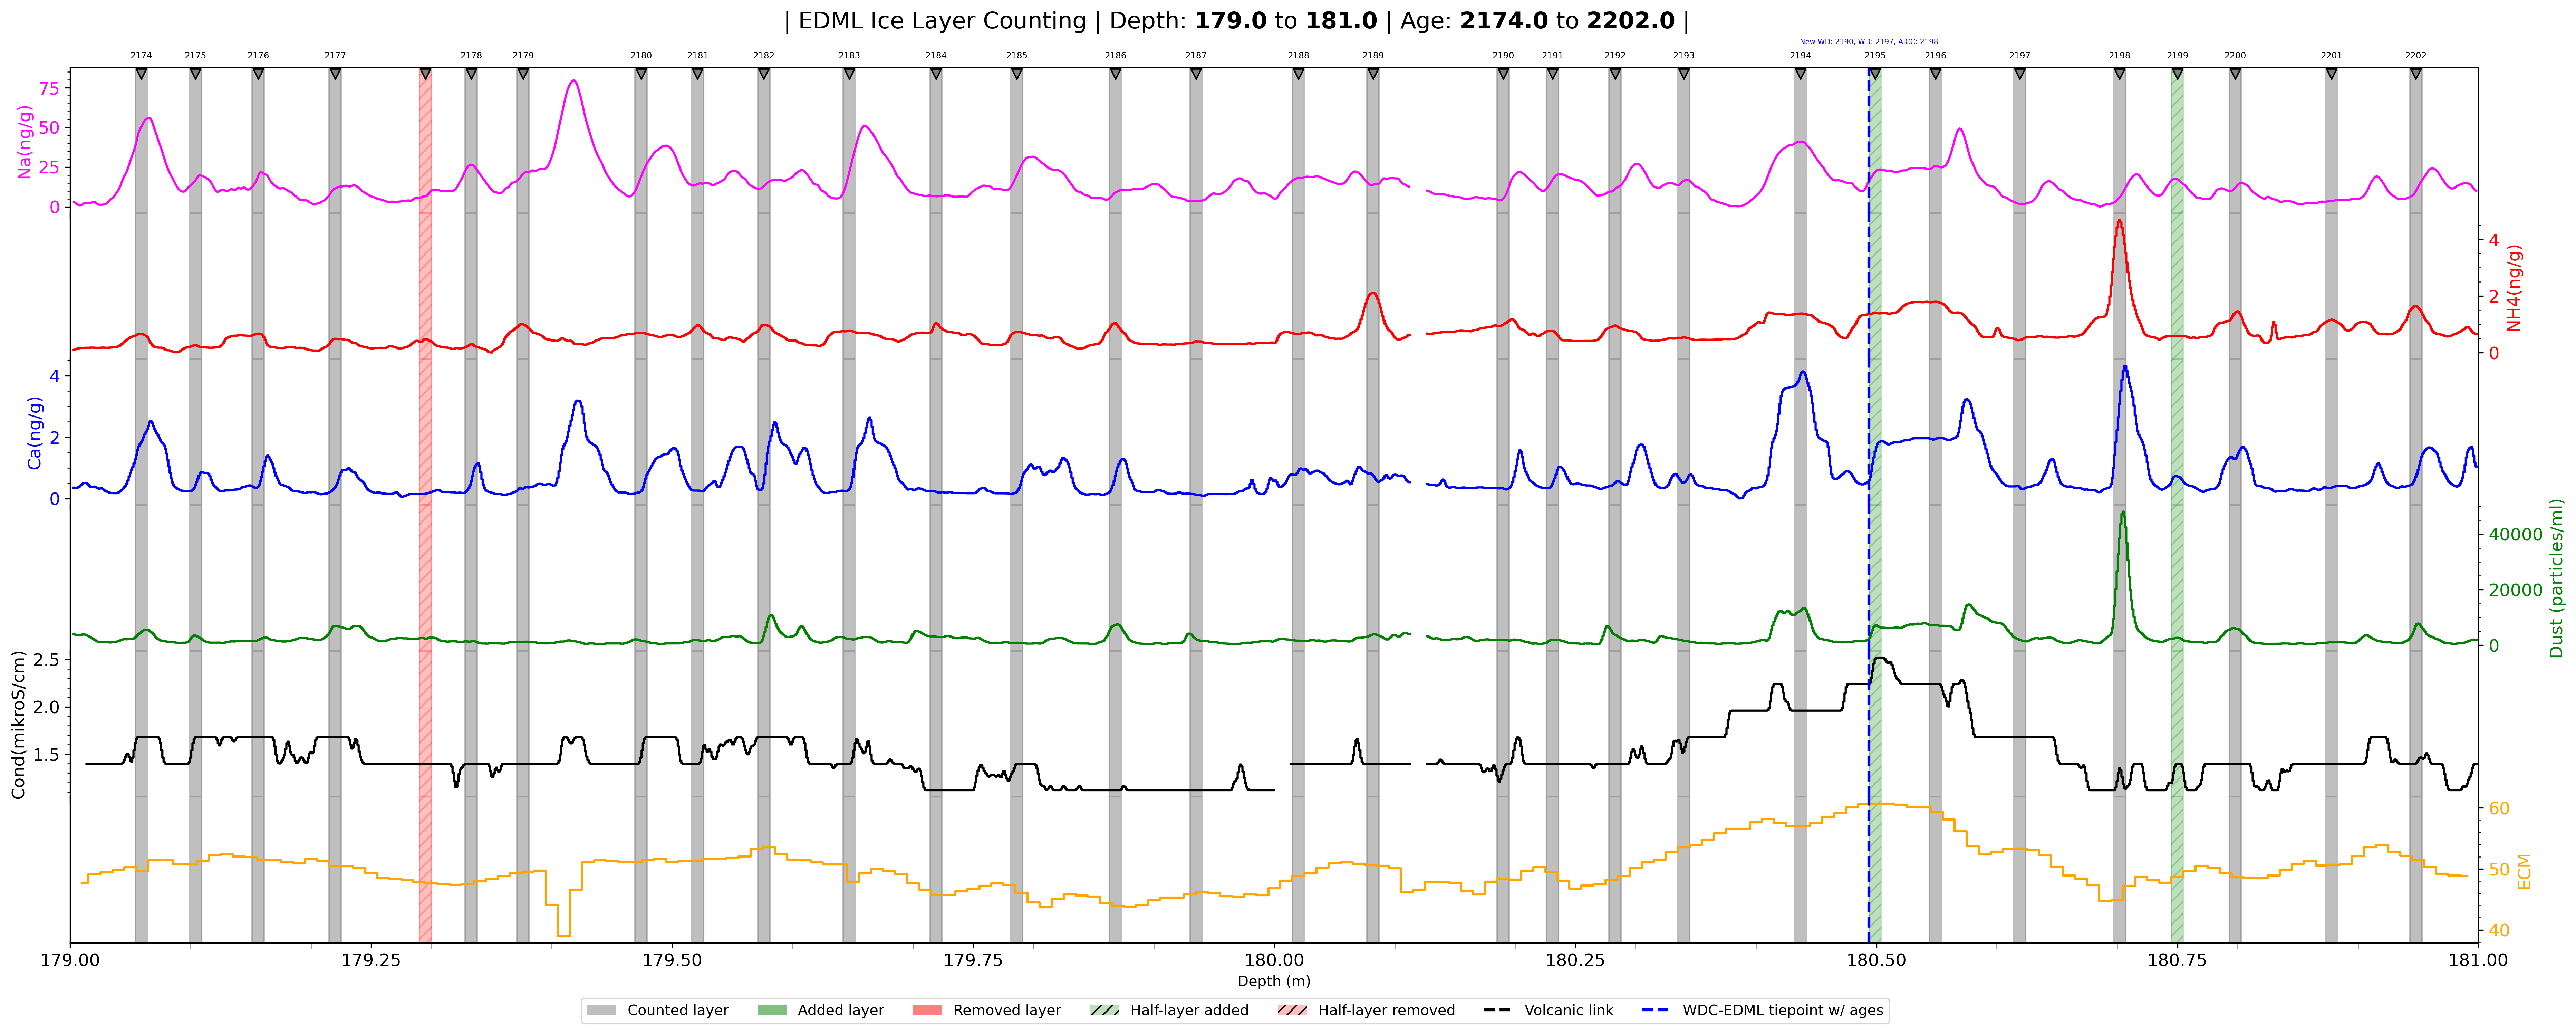 | EDML Ice Layer Counting | Depth: 179.0 to 181.0 | Age: 2174.0 to 2202.0 |
New WD: 2190, WD: 2197, AICC: 2198
2174 2175 2176 2177 2178 2179 2180 2181 2182 2183 2184 2185 2186 2187 2188 2189 2190 2191 2192 2193 2194 2195 2196 2197 2198 2199 2200 2201 2202
Na(ng/g)
75
50
25
0
NH4(ng/g)
4
2
0
Ca(ng/g)
4
2
0
Dust (particles/ml)
40000
20000
0
Cond(mikroS/cm)
2.5
2.0
1.5
ECM
60
50
40
179.00 179.25 179.50 179.75 180.00 180.25 180.50 180.75 181.00
Depth (m)
Counted layer Added layer Removed layer Half-layer added Half-layer removed Volcanic link WDC-EDML tiepoint w/ ages